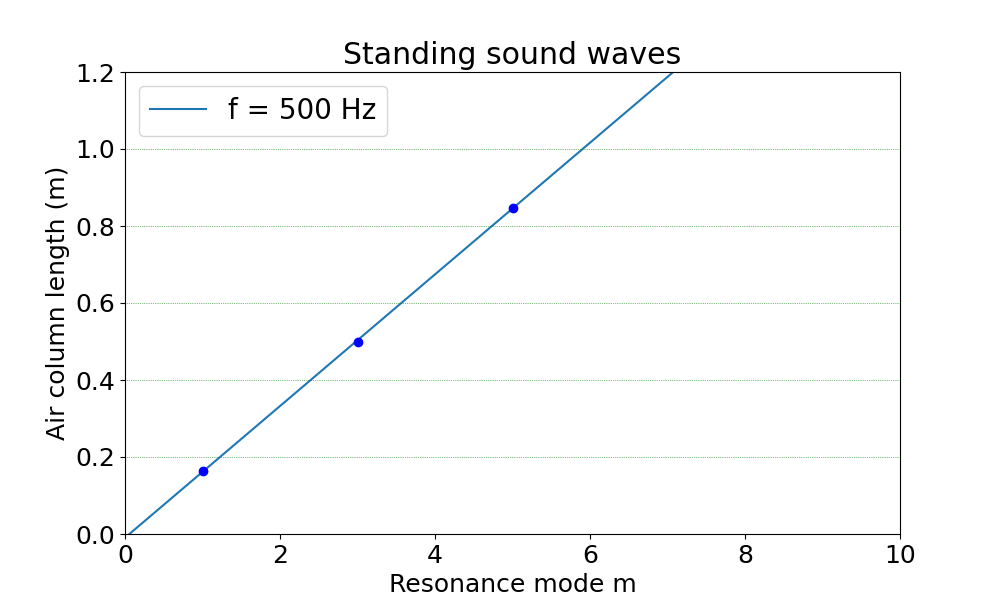 Standing sound waves
f = 500 Hz
Air column length (m)
1.2
1.0
0.8
0.6
0.4
0.2
0.0
0 2 4 6 8 10
Resonance mode m